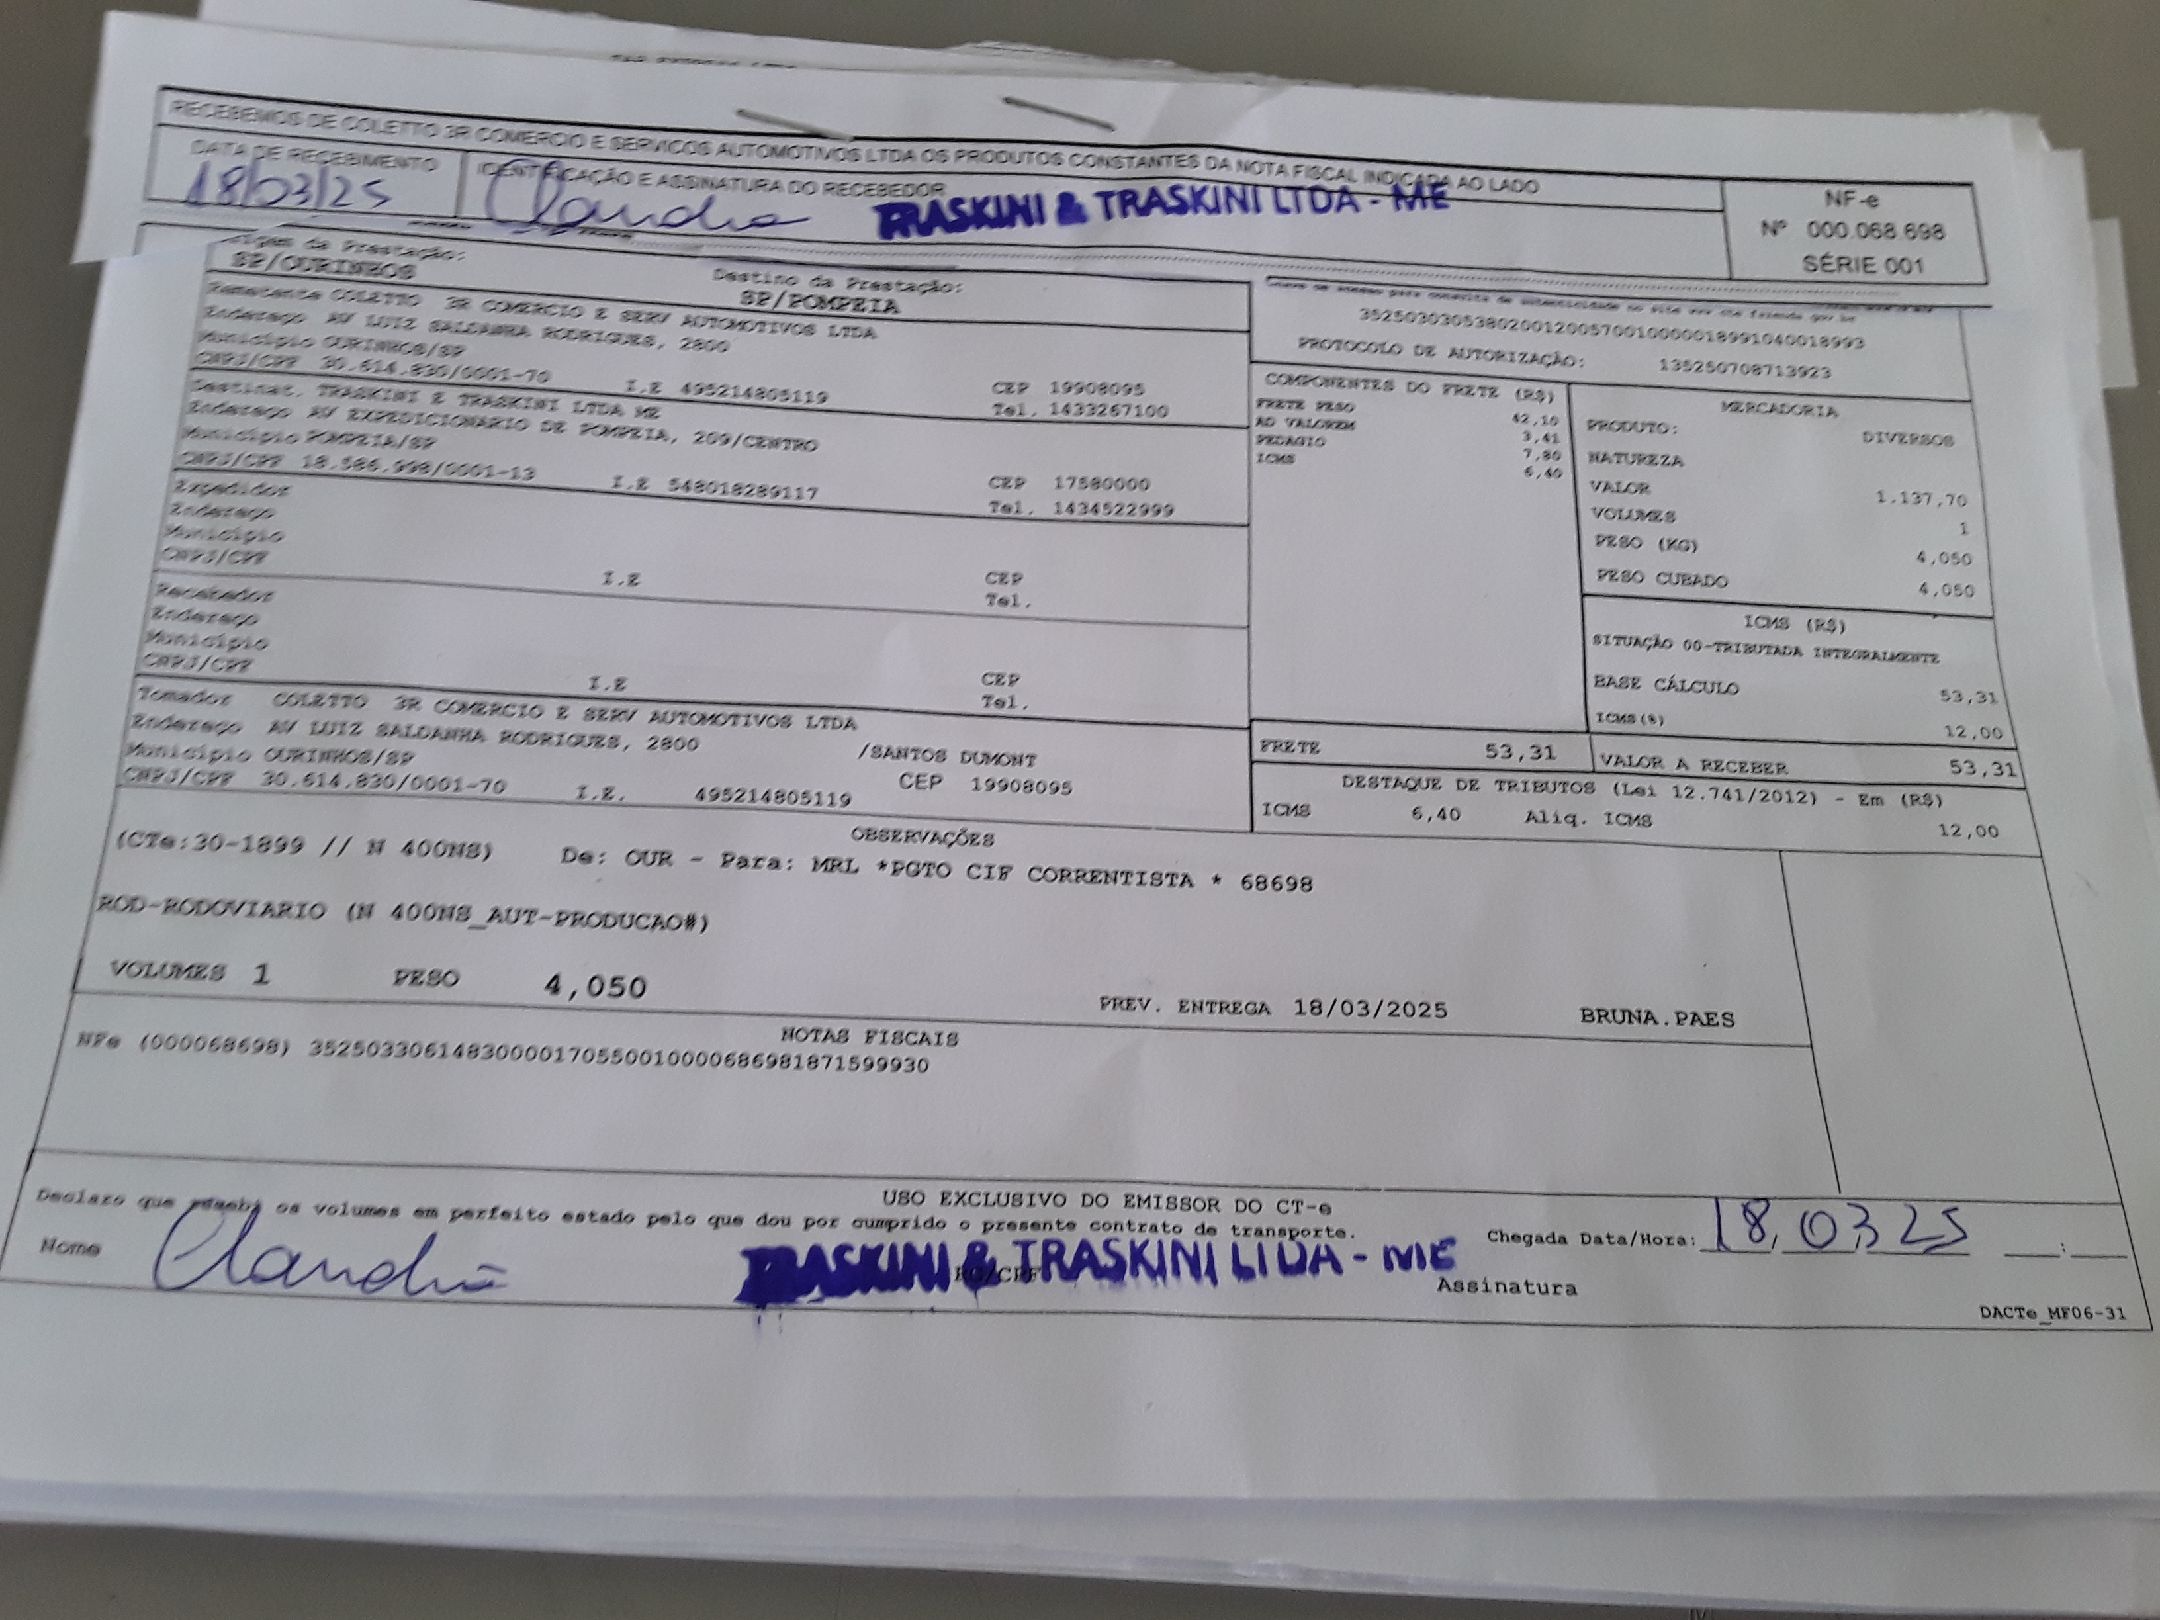 RECEBEMOS DE COLETTO 3R COMERCIO E SERVICOS AUTOMOTIVOS LTDA OS PRODUTOS CONSTANTES DA NOTA FISCAL INDICADA AO LADO
DATA DE RECEBIMENTO
18/03/25
IDENTIFICAÇÃO E ASSINATURA DO RECEBEDOR
Claudia
TRASKINI & TRASKINI LTDA - ME
NF-e
Nº 000.068.698
SÉRIE 001
Origem da Prestação:
SP/OURINHOS
Destino da Prestação:
SP/POMPEIA
Remetente COLETTO 3R COMERCIO E SERV AUTOMOTIVOS LTDA
Endereço AV LUIZ SALDANHA RODRIGUES, 2800
Município OURINHOS/SP
CNPJ/CPF 30.614.830/0001-70 I.E 495214805119
CEP 19908095
Tel. 1433267100
Destinat. TRASKINI E TRASKINI LTDA ME
Endereço AV EXPEDICIONARIO DE POMPEIA, 209/CENTRO
Município POMPEIA/SP
CNPJ/CPF 18.586.998/0001-13 I.E 548018289117
CEP 17580000
Tel. 1434522999
Expedidor
Endereço
Município
CNPJ/CPF I.E
CEP
Tel.
Recebedor
Endereço
Município
CNPJ/CPF I.E
CEP
Tel.
Tomador COLETTO 3R COMERCIO E SERV AUTOMOTIVOS LTDA
Endereço AV LUIZ SALDANHA RODRIGUES, 2800 /SANTOS DUMONT
Município OURINHOS/SP CEP 19908095
CNPJ/CPF 30.614.830/0001-70 I.E. 495214805119
35250303053802001200570010000018991040018993
PROTOCOLO DE AUTORIZAÇÃO: 135250708713923
COMPONENTES DO FRETE (R$)
FRETE PESO 42,10
AD VALOREM 3,41
PEDAGIO 7,80
ICMS 6,40
MERCADORIA
PRODUTO: DIVERSOS
NATUREZA
VALOR 1.137,70
VOLUMES 1
PESO (KG) 4,050
PESO CUBADO 4,050
ICMS (R$)
SITUAÇÃO 00-TRIBUTADA INTEGRALMENTE
BASE CÁLCULO 53,31
ICMS(%) 12,00
FRETE 53,31
VALOR A RECEBER 53,31
DESTAQUE DE TRIBUTOS (Lei 12.741/2012) - Em (R$)
ICMS 6,40 Aliq. ICMS 12,00
OBSERVAÇÕES
(CTe:30-1899 // N 400NS) De: OUR - Para: MRL *PGTO CIF CORRENTISTA * 68698
ROD-RODOVIARIO (N 400NS_AUT-PRODUCAO#)
VOLUMES 1 PESO 4,050
PREV. ENTREGA 18/03/2025 BRUNA.PAES
NOTAS FISCAIS
NFe (000068698) 35250330614830000170550010000686981871599930
USO EXCLUSIVO DO EMISSOR DO CT-e
Declaro que recebi os volumes em perfeito estado pelo que dou por cumprido o presente contrato de transporte.
Chegada Data/Hora: 18,03,25 :
Nome Claudia
TRASKINI & TRASKINI LTDA - ME
RG/CPF
Assinatura
DACTe_MF06-31